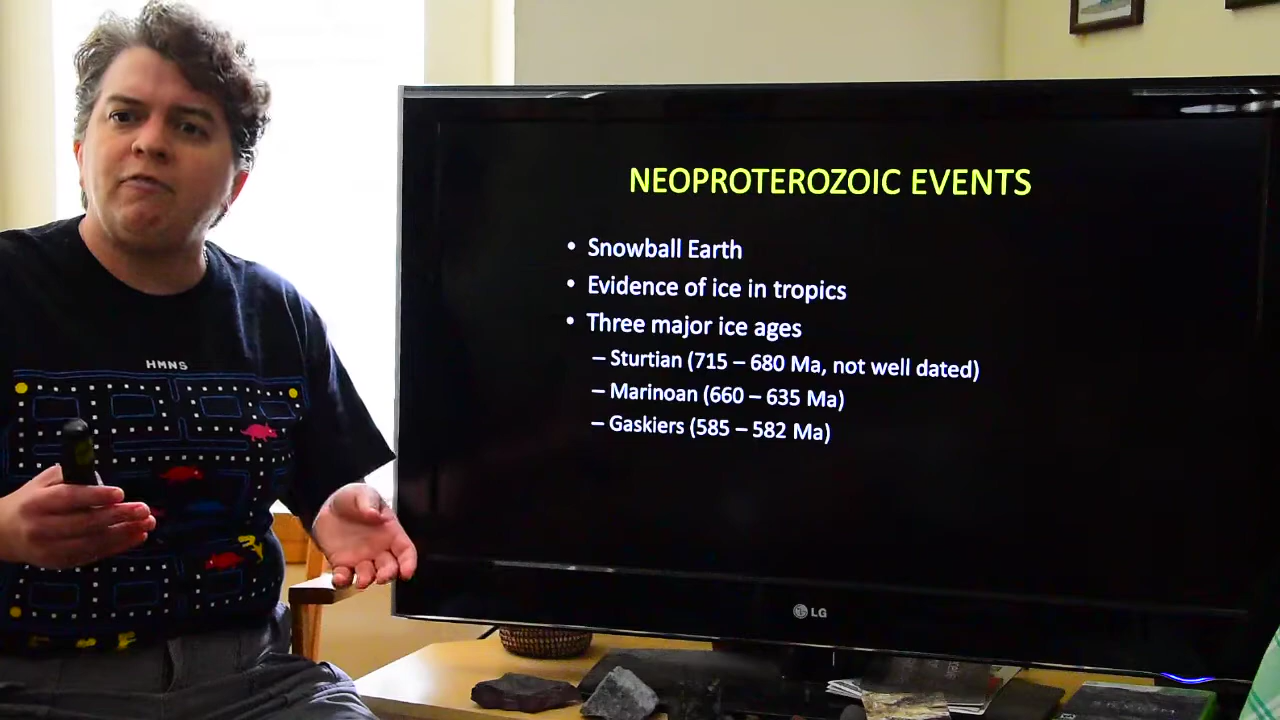 HMNS
NEOPROTEROZOIC EVENTS
• Snowball Earth
• Evidence of ice in tropics
• Three major ice ages
– Sturtian (715 – 680 Ma, not well dated)
– Marinoan (660 – 635 Ma)
– Gaskiers (585 – 582 Ma)
LG